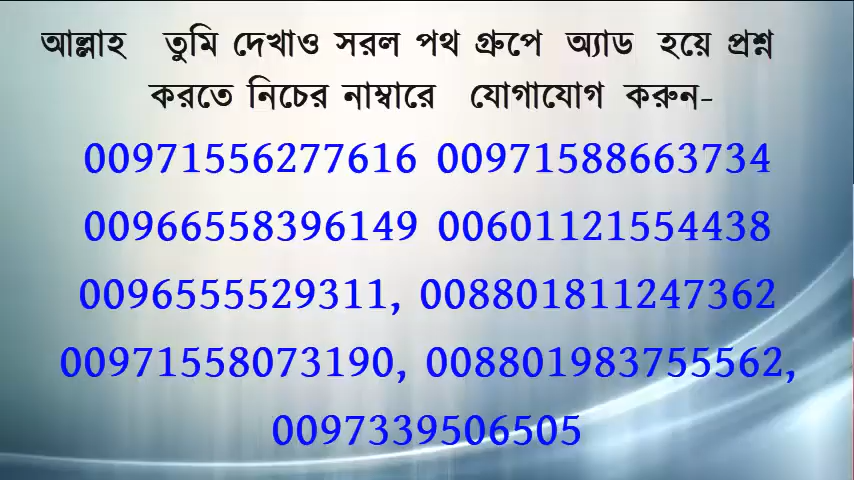 আল্লাহ তুমি দেখাও সরল পথ গ্রুপে অ্যাড হয়ে প্রশ্ন
করতে নিচের নাম্বারে যোগাযোগ করুন-
00971556277616 00971588663734
00966558396149 00601121554438
0096555529311, 008801811247362
00971558073190, 008801983755562,
0097339506505